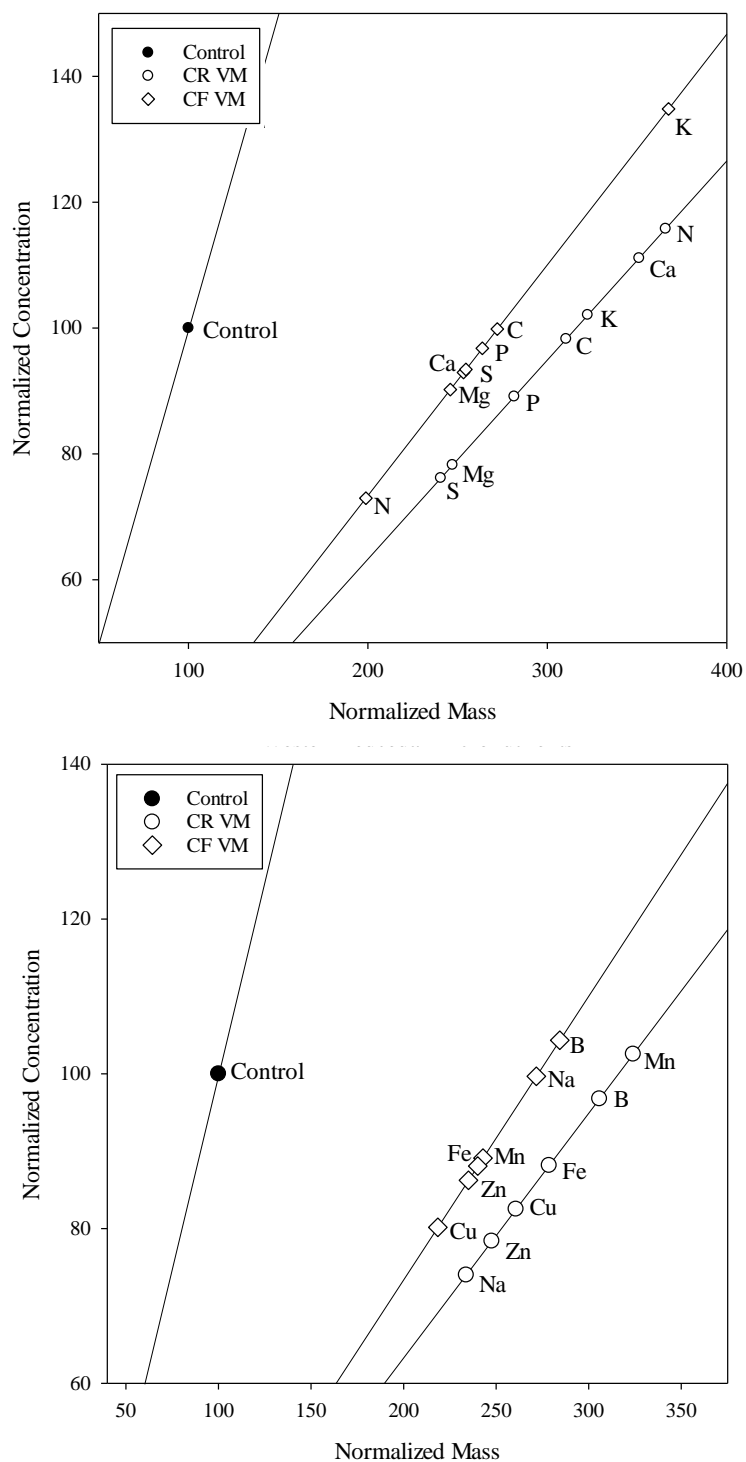 Control
CR VM
CF VM
140
120
100
80
60
Normalized Concentration
K
N
Ca
K
C
P
Mg
S
C
P
Ca
S
Mg
N
Control
100
200
300
400
Normalized Mass
Control
CR VM
CF VM
140
120
100
80
60
Normalized Concentration
Control
B
Na
Mn
B
Fe
Mn
Fe
Zn
Cu
Cu
Zn
Na
50
100
150
200
250
300
350
Normalized Mass